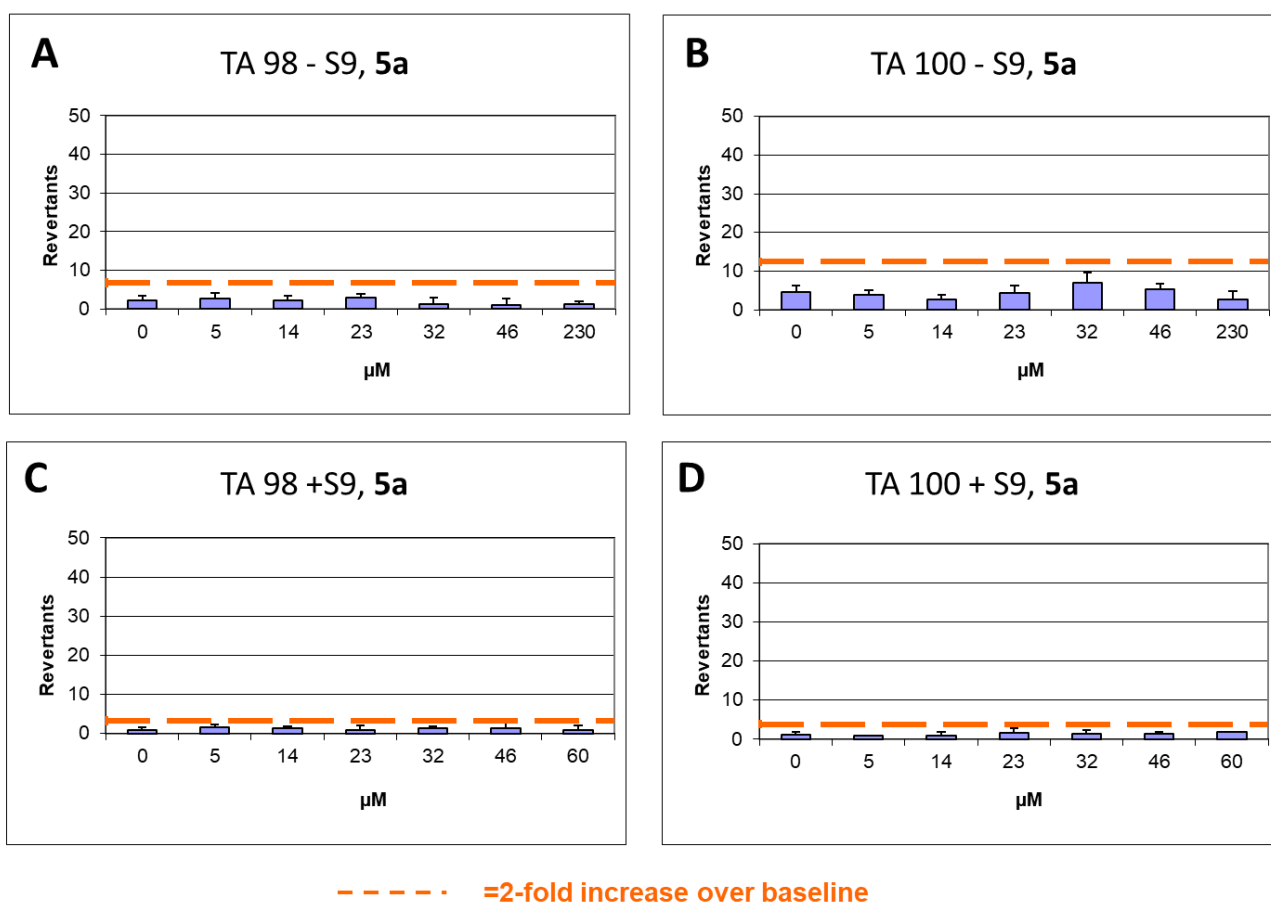 A
TA 98 - S9, 5a
50
40
30
20
10
0
Revertants
0 5 14 23 32 46 230
µM
B
TA 100 - S9, 5a
50
40
30
20
10
0
Revertants
0 5 14 23 32 46 230
µM
C
TA 98 +S9, 5a
50
40
30
20
10
0
Revertants
0 5 14 23 32 46 60
µM
D
TA 100 + S9, 5a
50
40
30
20
10
0
Revertants
0 5 14 23 32 46 60
µM
=2-fold increase over baseline